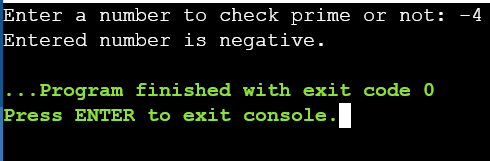 Enter a number to check prime or not: -4
Entered number is negative.
...Program finished with exit code 0
Press ENTER to exit console.